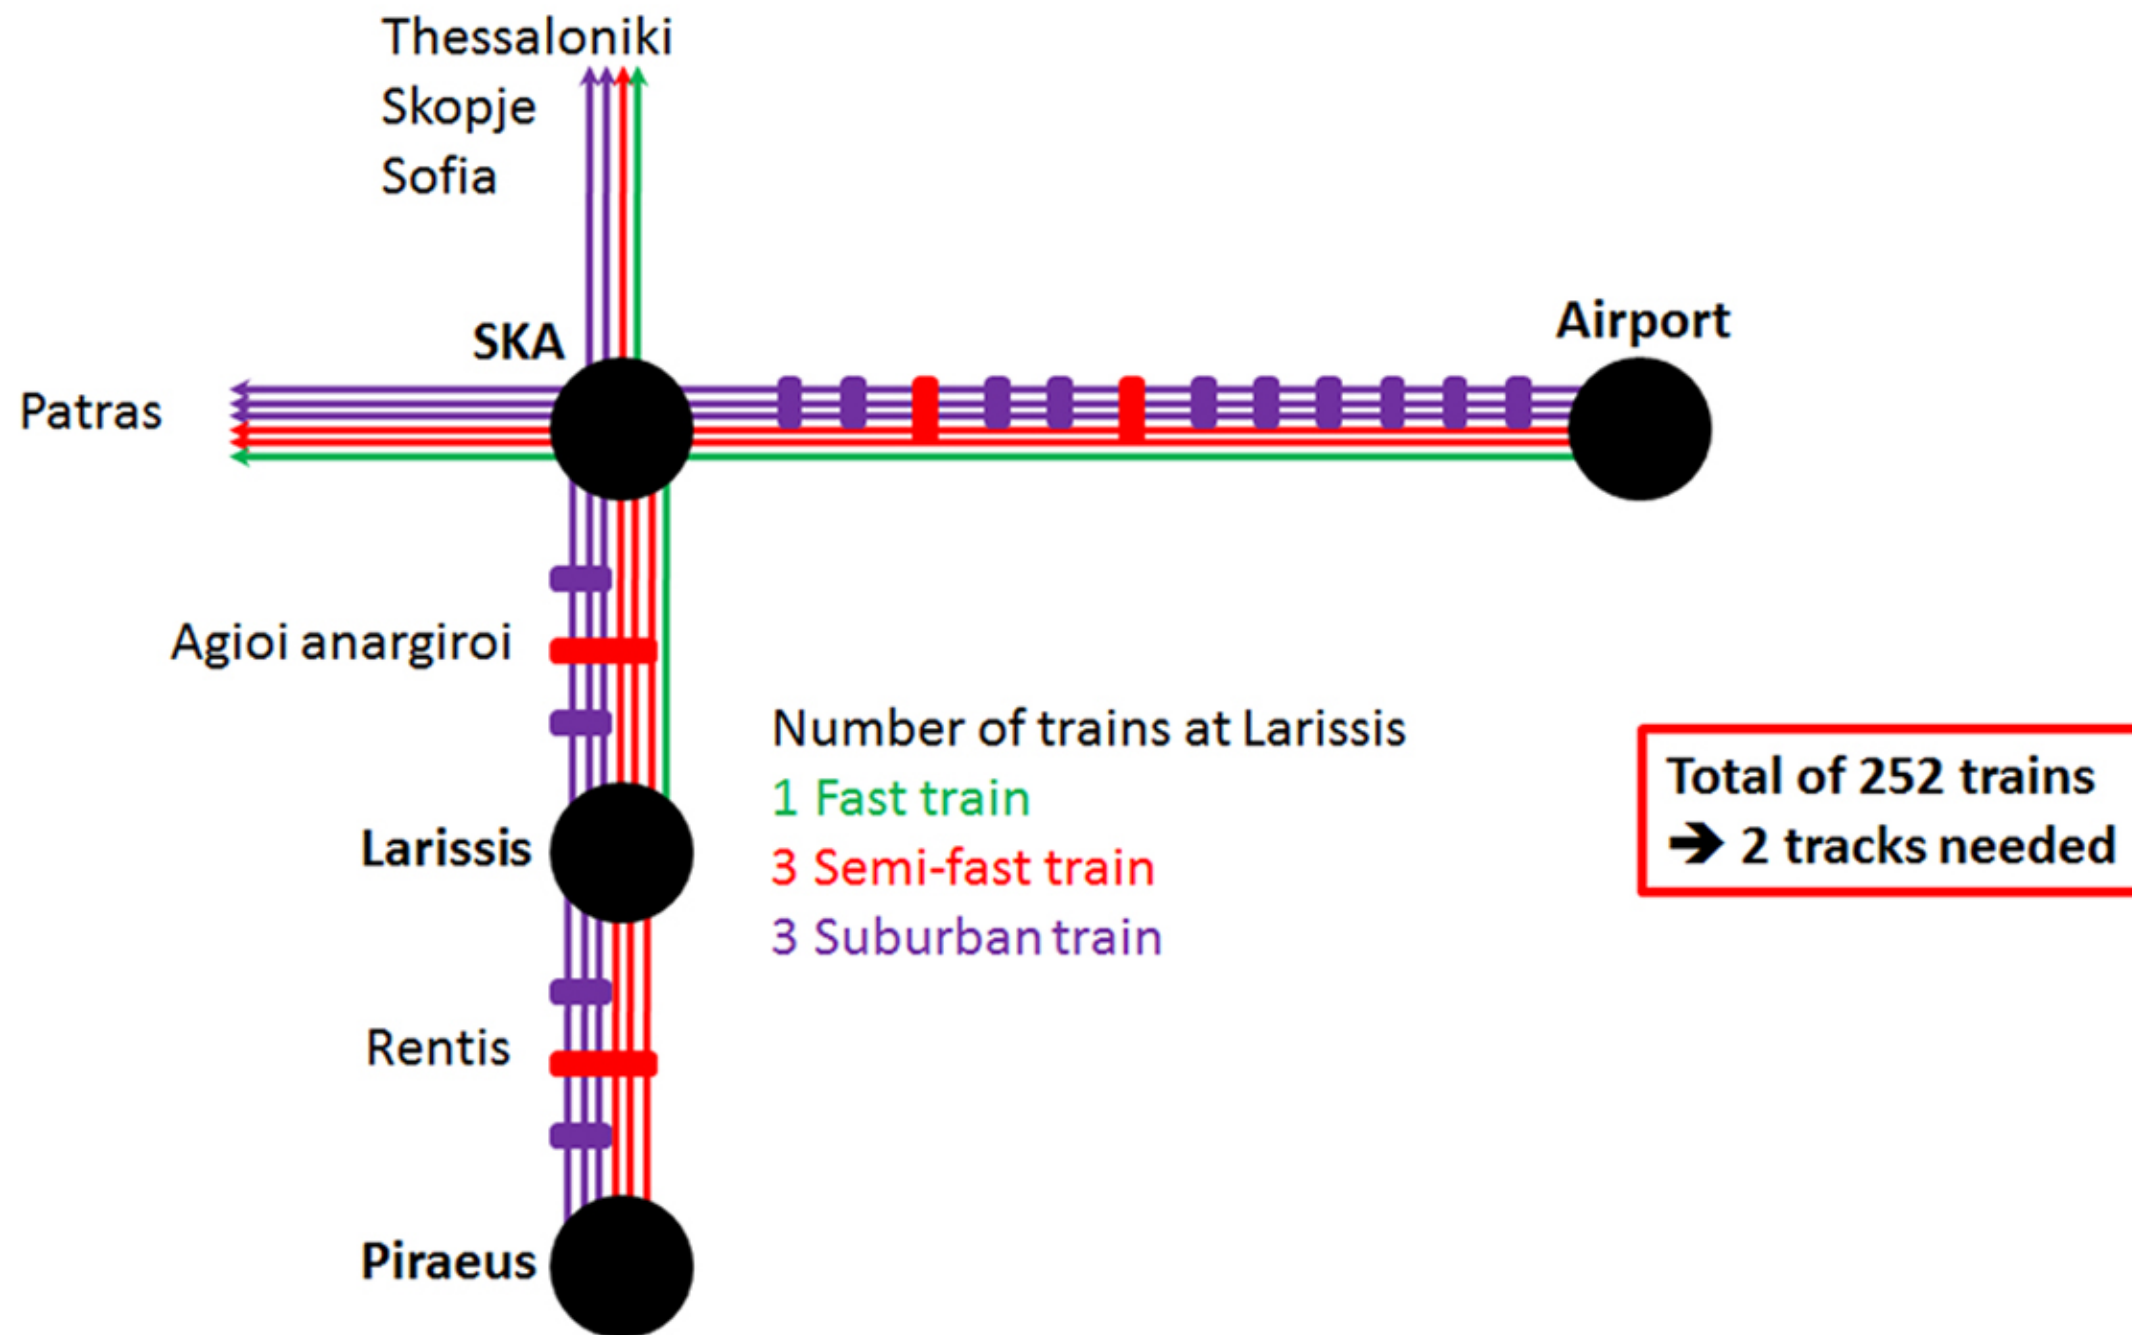 Thessaloniki
Skopje
Sofia
SKA
Airport
Patras
Agioi anargiroi
Number of trains at Larissis
1 Fast train
3 Semi-fast train
3 Suburban train
Total of 252 trains
➔ 2 tracks needed
Larissis
Rentis
Piraeus